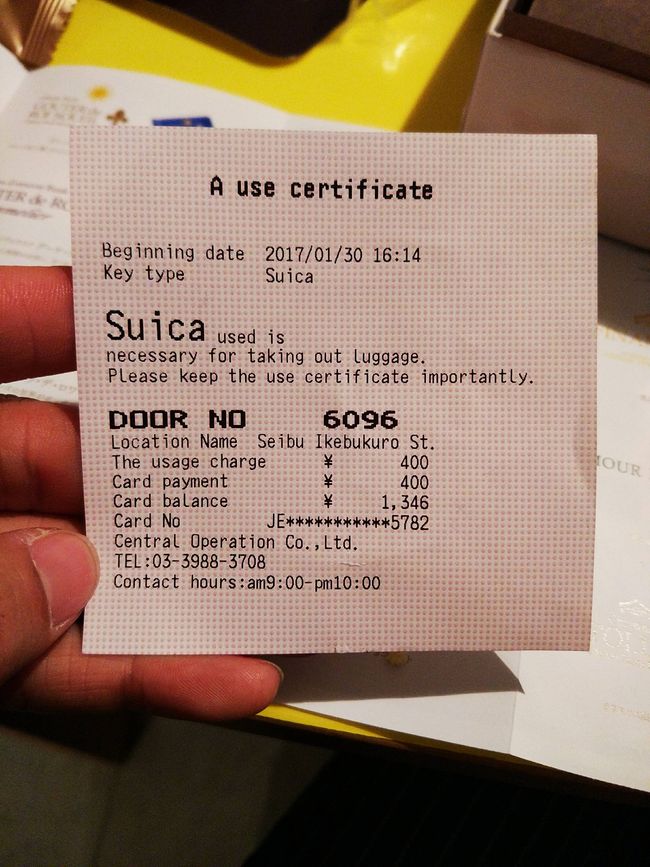 A use certificate
Beginning date 2017/01/30 16:14
Key type Suica
Suica used is
necessary for taking out luggage.
Please keep the use certificate importantly.
DOOR NO 6096
Location Name Seibu Ikebukuro St.
The usage charge ¥ 400
Card payment ¥ 400
Card balance ¥ 1,346
Card No JE***********5782
Central Operation Co.,Ltd.
TEL:03-3988-3708
Contact hours:am9:00-pm10:00